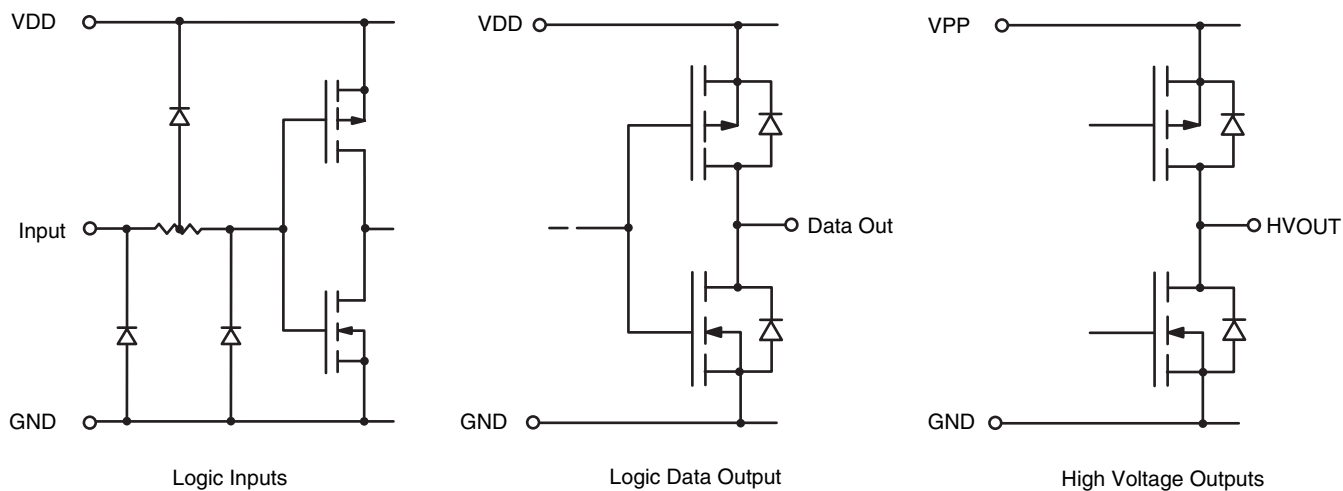 VDD
Input
GND
Logic Inputs
VDD
Data Out
GND
Logic Data Output
VPP
HVOUT
GND
High Voltage Outputs